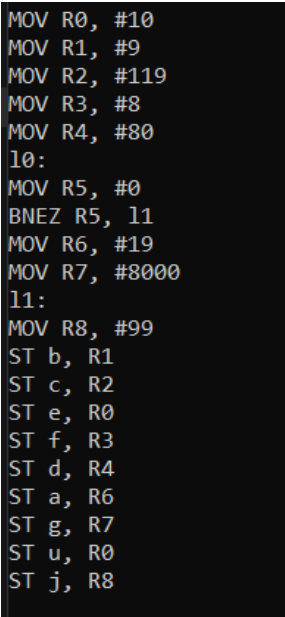 MOV R0, #10
MOV R1, #9
MOV R2, #119
MOV R3, #8
MOV R4, #80
l0:
MOV R5, #0
BNEZ R5, l1
MOV R6, #19
MOV R7, #8000
l1:
MOV R8, #99
ST b, R1
ST c, R2
ST e, R0
ST f, R3
ST d, R4
ST a, R6
ST g, R7
ST u, R0
ST j, R8